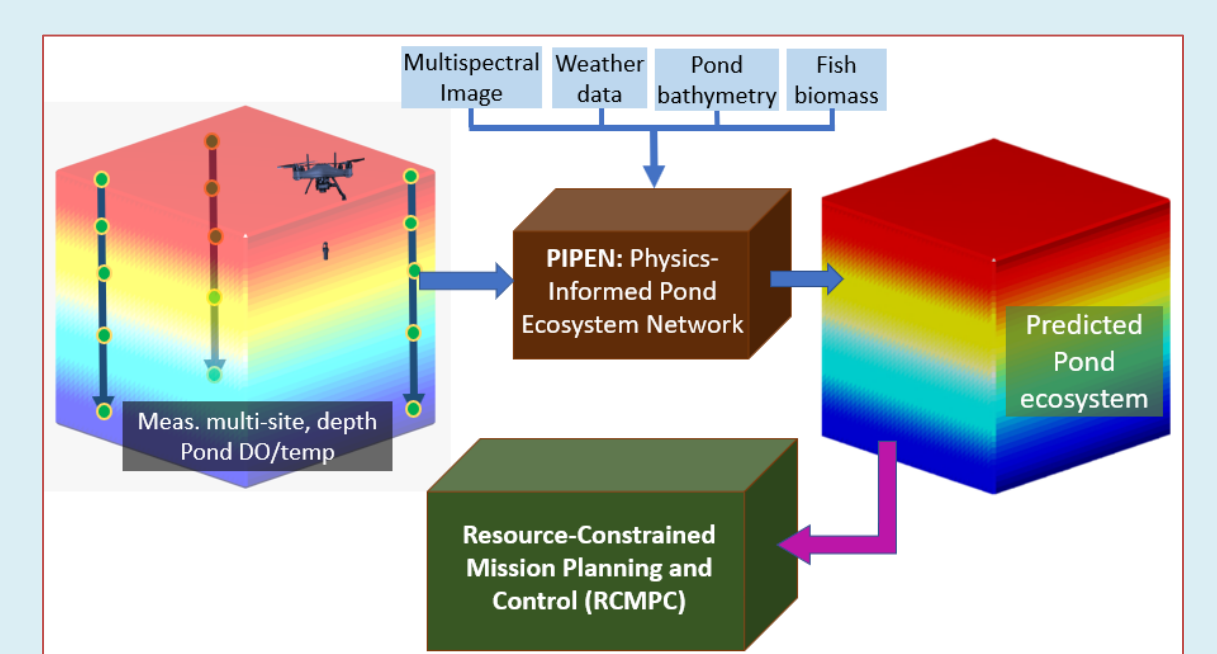 Multispectral
Image
Weather
data
Pond
bathymetry
Fish
biomass
PIPEN: Physics-
Informed Pond
Ecosystem Network
Predicted
Pond
ecosystem
Meas. multi-site, depth
Pond DO/temp
Resource-Constrained
Mission Planning and
Control (RCMPC)